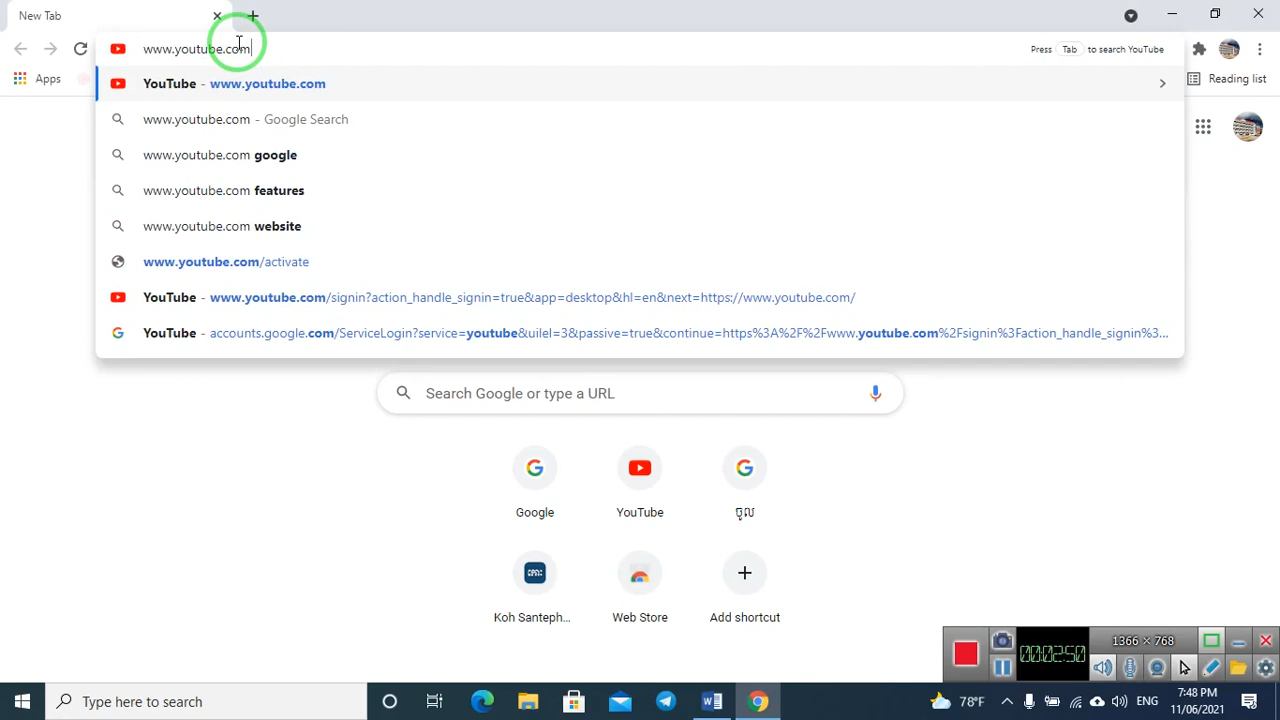 New Tab
www.youtube.com
Press Tab to search YouTube
Apps
Reading list
YouTube - www.youtube.com
www.youtube.com - Google Search
www.youtube.com google
www.youtube.com features
www.youtube.com website
www.youtube.com/activate
YouTube - www.youtube.com/signin?action_handle_signin=true&app=desktop&hl=en&next=https://www.youtube.com/
YouTube - accounts.google.com/ServiceLogin?service=youtube&uilel=3&passive=true&continue=https%3A%2F%2Fwww.youtube.com%2Fsignin%3Faction_handle_signin%3...
Search Google or type a URL
Google
YouTube
ចូល
Koh Santeph...
Web Store
Add shortcut
1366 × 768
00:02:50
Type here to search
78°F
ENG
7:48 PM
11/06/2021